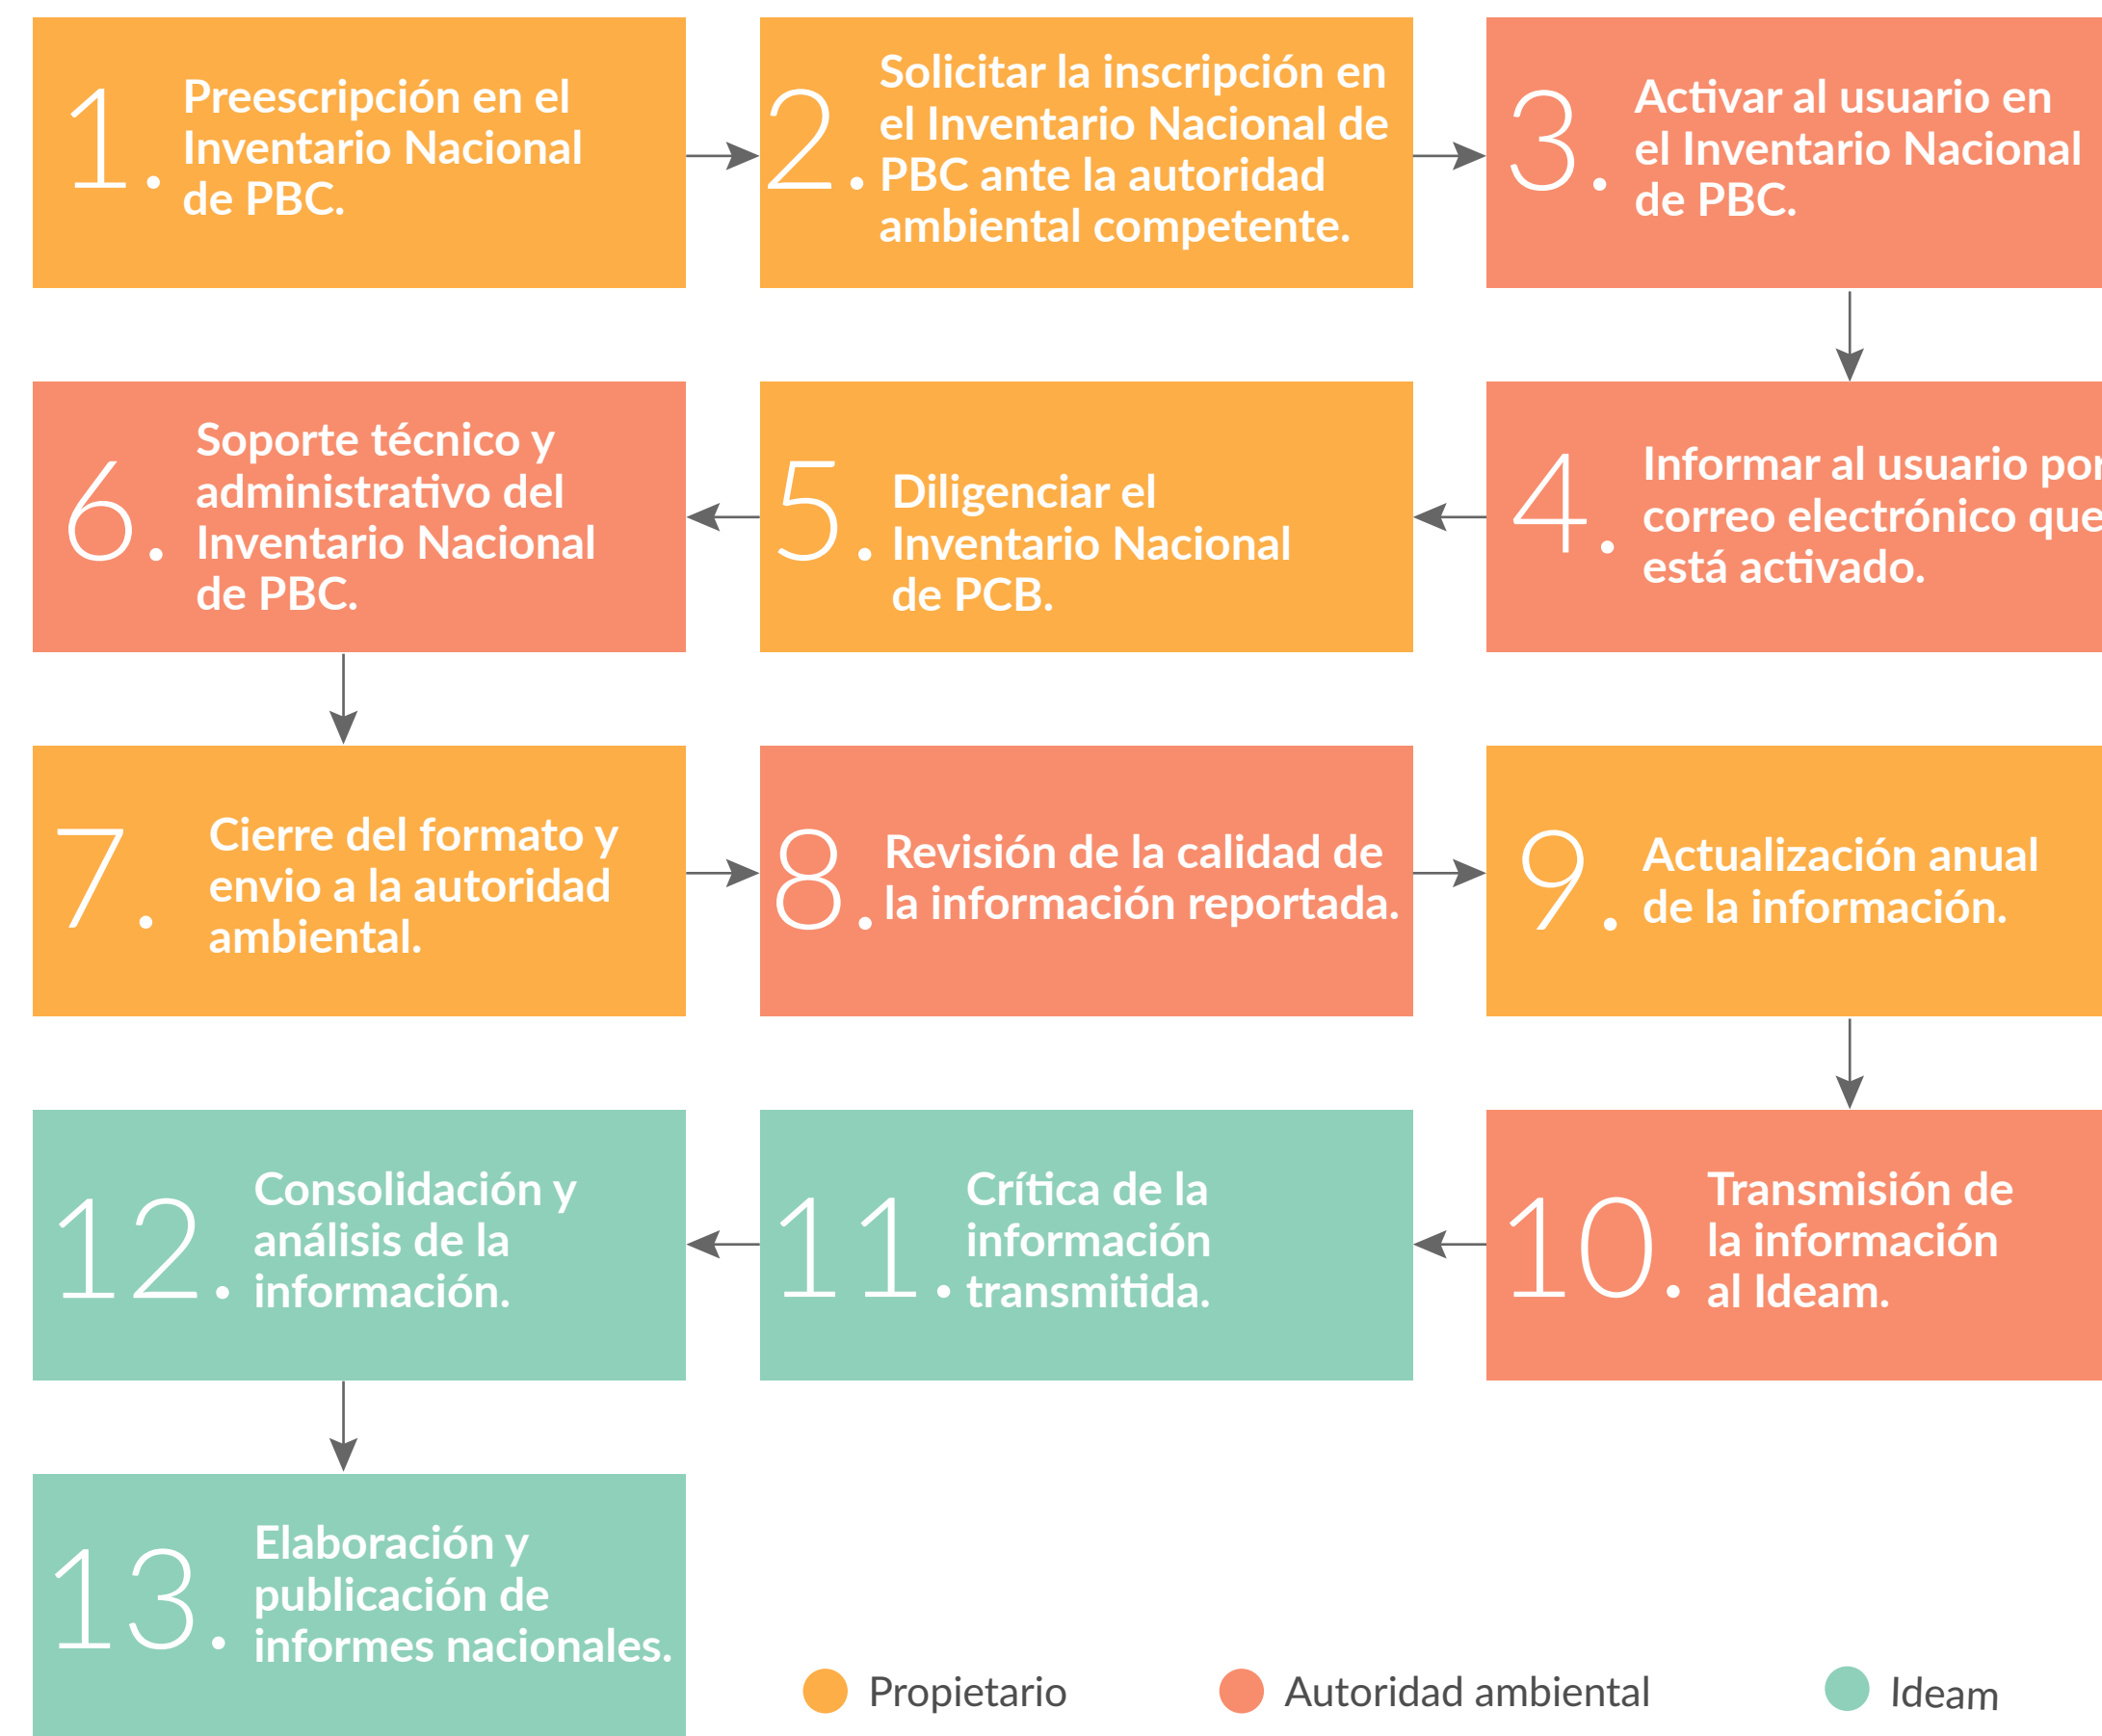 1.
Preescripción en el
Inventario Nacional
de PBC.
2.
Solicitar la inscripción en
el Inventario Nacional de
PBC ante la autoridad
ambiental competente.
3.
Activar al usuario en
el Inventario Nacional
de PBC.
4.
Informar al usuario por
correo electrónico que
está activado.
5.
Diligenciar el
Inventario Nacional
de PCB.
6.
Soporte técnico y
administrativo del
Inventario Nacional
de PBC.
7.
Cierre del formato y
envio a la autoridad
ambiental.
8.
Revisión de la calidad de
la información reportada.
9.
Actualización anual
de la información.
10.
Transmisión de
la información
al Ideam.
11.
Crítica de la
información
transmitida.
12.
Consolidación y
análisis de la
información.
13.
Elaboración y
publicación de
informes nacionales.
Propietario
Autoridad ambiental
Ideam